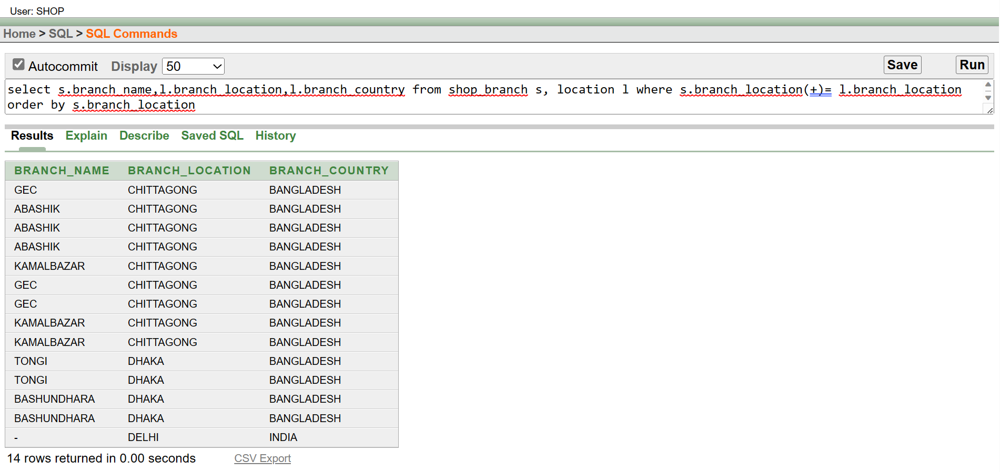 User: SHOP
Home > SQL > SQL Commands
Autocommit Display 50 Save Run
select s.branch_name,l.branch_location,l.branch_country from shop_branch s, location l where s.branch_location(+)= l.branch_location
order by s.branch_location
Results Explain Describe Saved SQL History
BRANCH_NAME BRANCH_LOCATION BRANCH_COUNTRY
GEC CHITTAGONG BANGLADESH
ABASHIK CHITTAGONG BANGLADESH
ABASHIK CHITTAGONG BANGLADESH
ABASHIK CHITTAGONG BANGLADESH
KAMALBAZAR CHITTAGONG BANGLADESH
GEC CHITTAGONG BANGLADESH
GEC CHITTAGONG BANGLADESH
KAMALBAZAR CHITTAGONG BANGLADESH
KAMALBAZAR CHITTAGONG BANGLADESH
TONGI DHAKA BANGLADESH
TONGI DHAKA BANGLADESH
BASHUNDHARA DHAKA BANGLADESH
BASHUNDHARA DHAKA BANGLADESH
- DELHI INDIA
14 rows returned in 0.00 seconds CSV Export